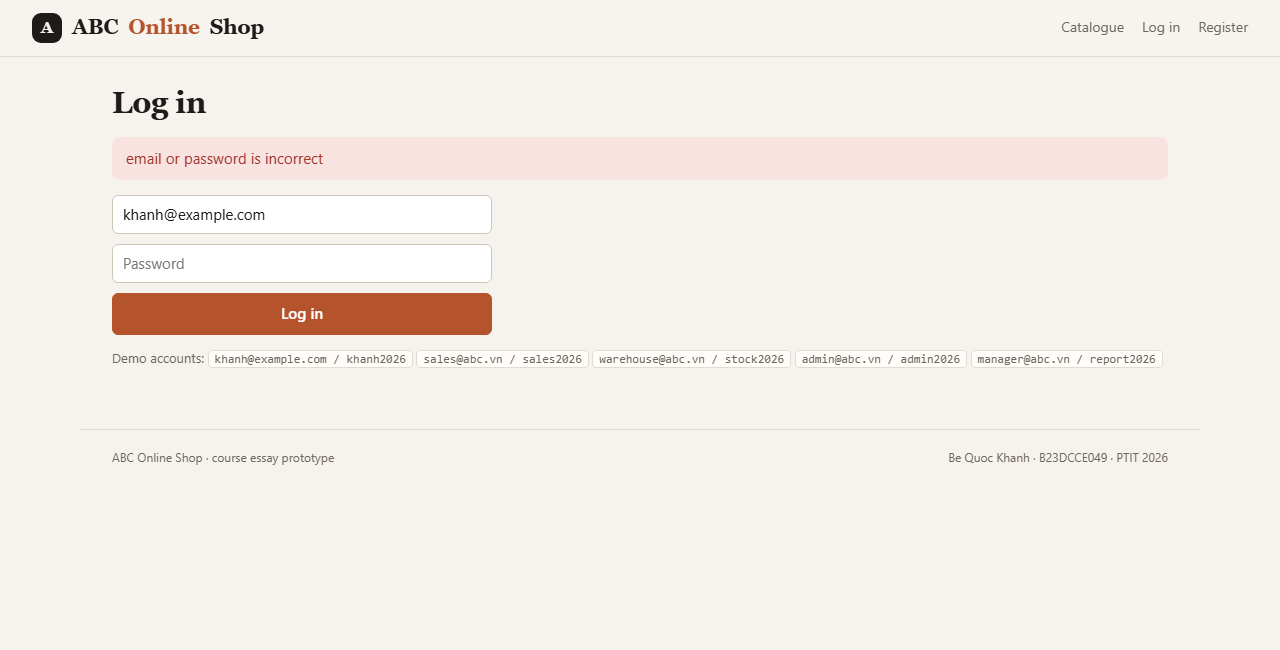 A ABC Online Shop Catalogue Log in Register
Log in
email or password is incorrect
khanh@example.com
Password
Log in
Demo accounts: khanh@example.com / khanh2026 sales@abc.vn / sales2026 warehouse@abc.vn / stock2026 admin@abc.vn / admin2026 manager@abc.vn / report2026
ABC Online Shop · course essay prototype Be Quoc Khanh · B23DCCE049 · PTIT 2026